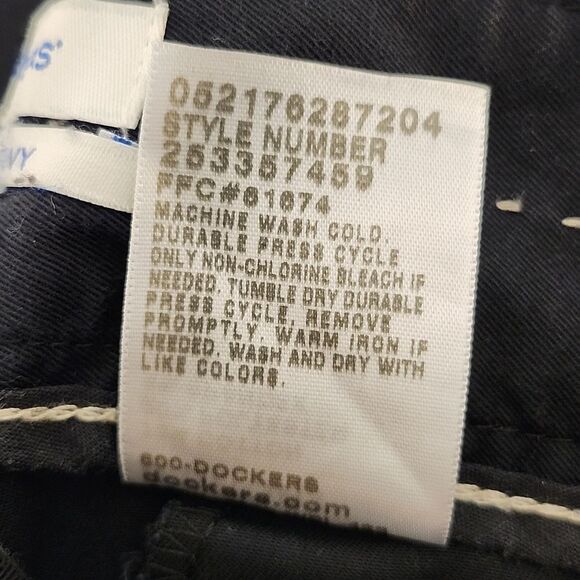 052176287204
STYLE NUMBER
253357459
FFC#61674
MACHINE WASH COLD,
DURABLE PRESS CYCLE
ONLY NON-CHLORINE BLEACH IF
NEEDED. TUMBLE DRY DURABLE
PRESS CYCLE. REMOVE
PROMPTLY. WARM IRON IF
NEEDED. WASH AND DRY WITH
LIKE COLORS.
800-DOCKERS
dockers.com